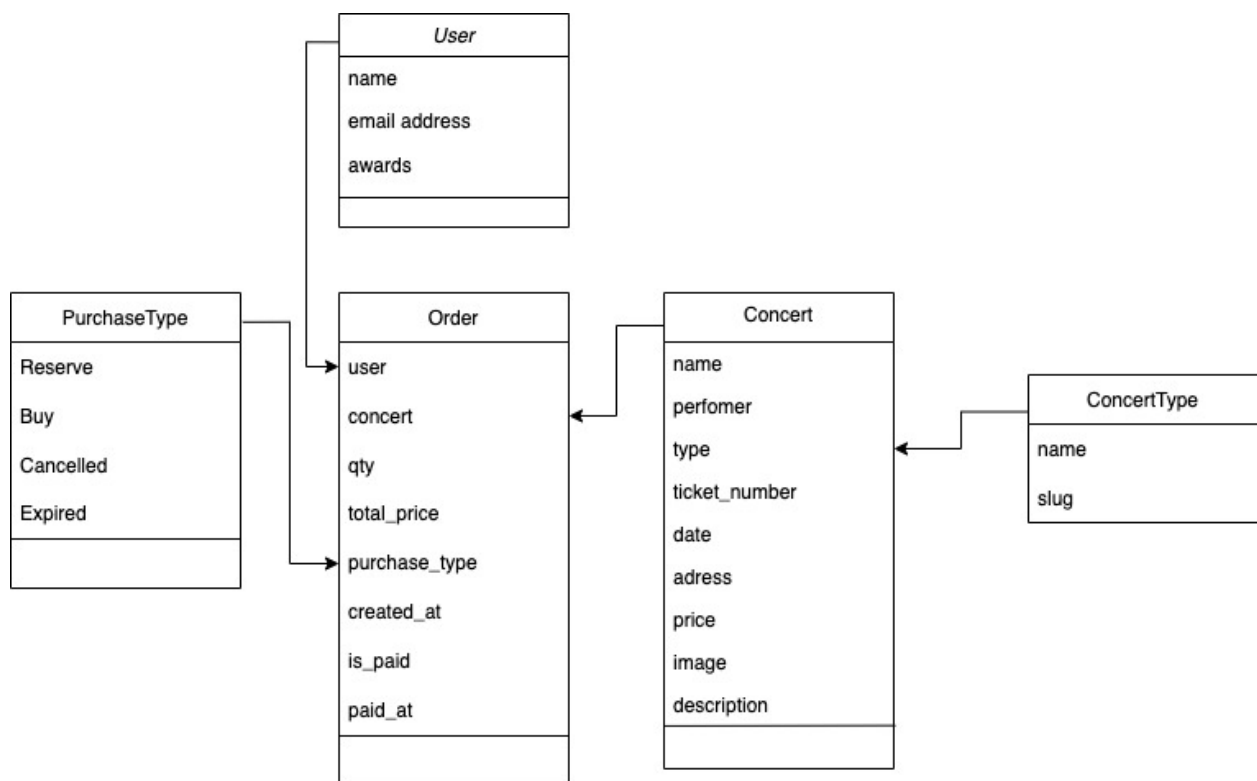 User
name
email address
awards
PurchaseType
Reserve
Buy
Cancelled
Expired
Order
user
concert
qty
total_price
purchase_type
created_at
is_paid
paid_at
Concert
name
perfomer
type
ticket_number
date
adress
price
image
description
ConcertType
name
slug